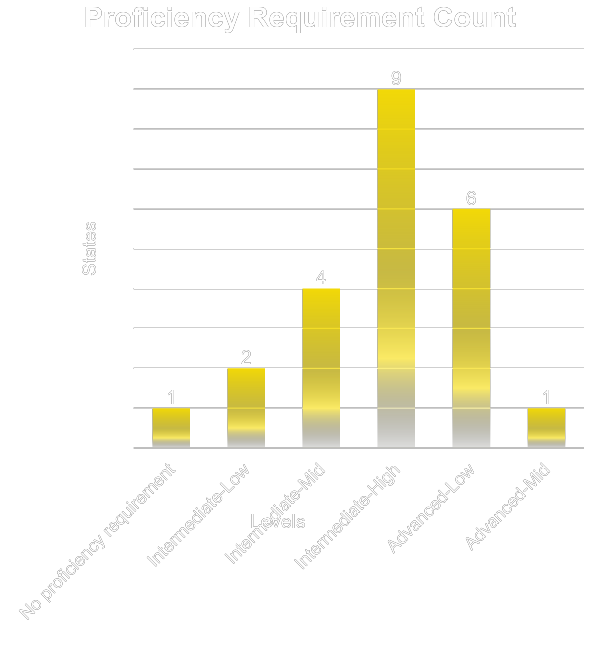 Proficiency Requirement Count
States
1
2
4
9
6
1
No proficiency requirement
Intermediate-Low
Intermediate-Mid
Intermediate-High
Advanced-Low
Advanced-Mid
Levels